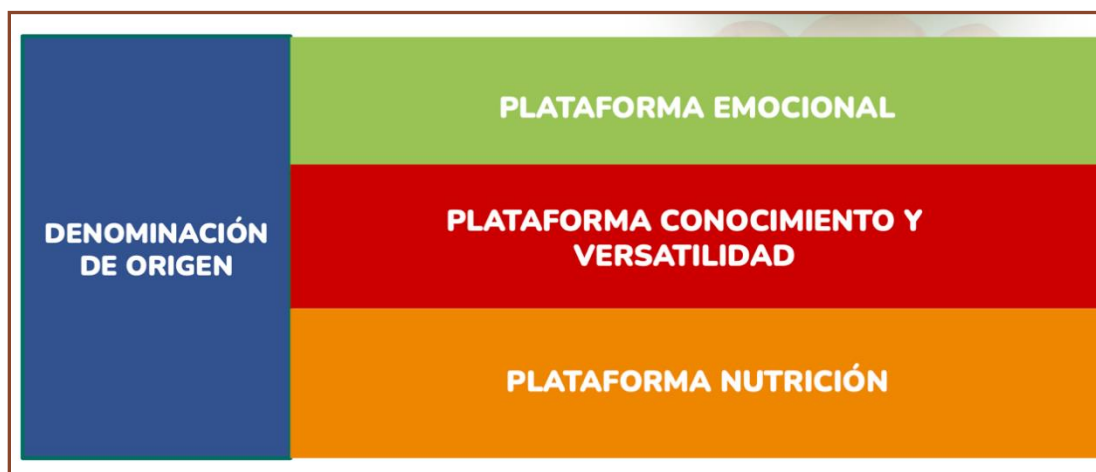 DENOMINACIÓN
DE ORIGEN
PLATAFORMA EMOCIONAL
PLATAFORMA CONOCIMIENTO Y
VERSATILIDAD
PLATAFORMA NUTRICIÓN